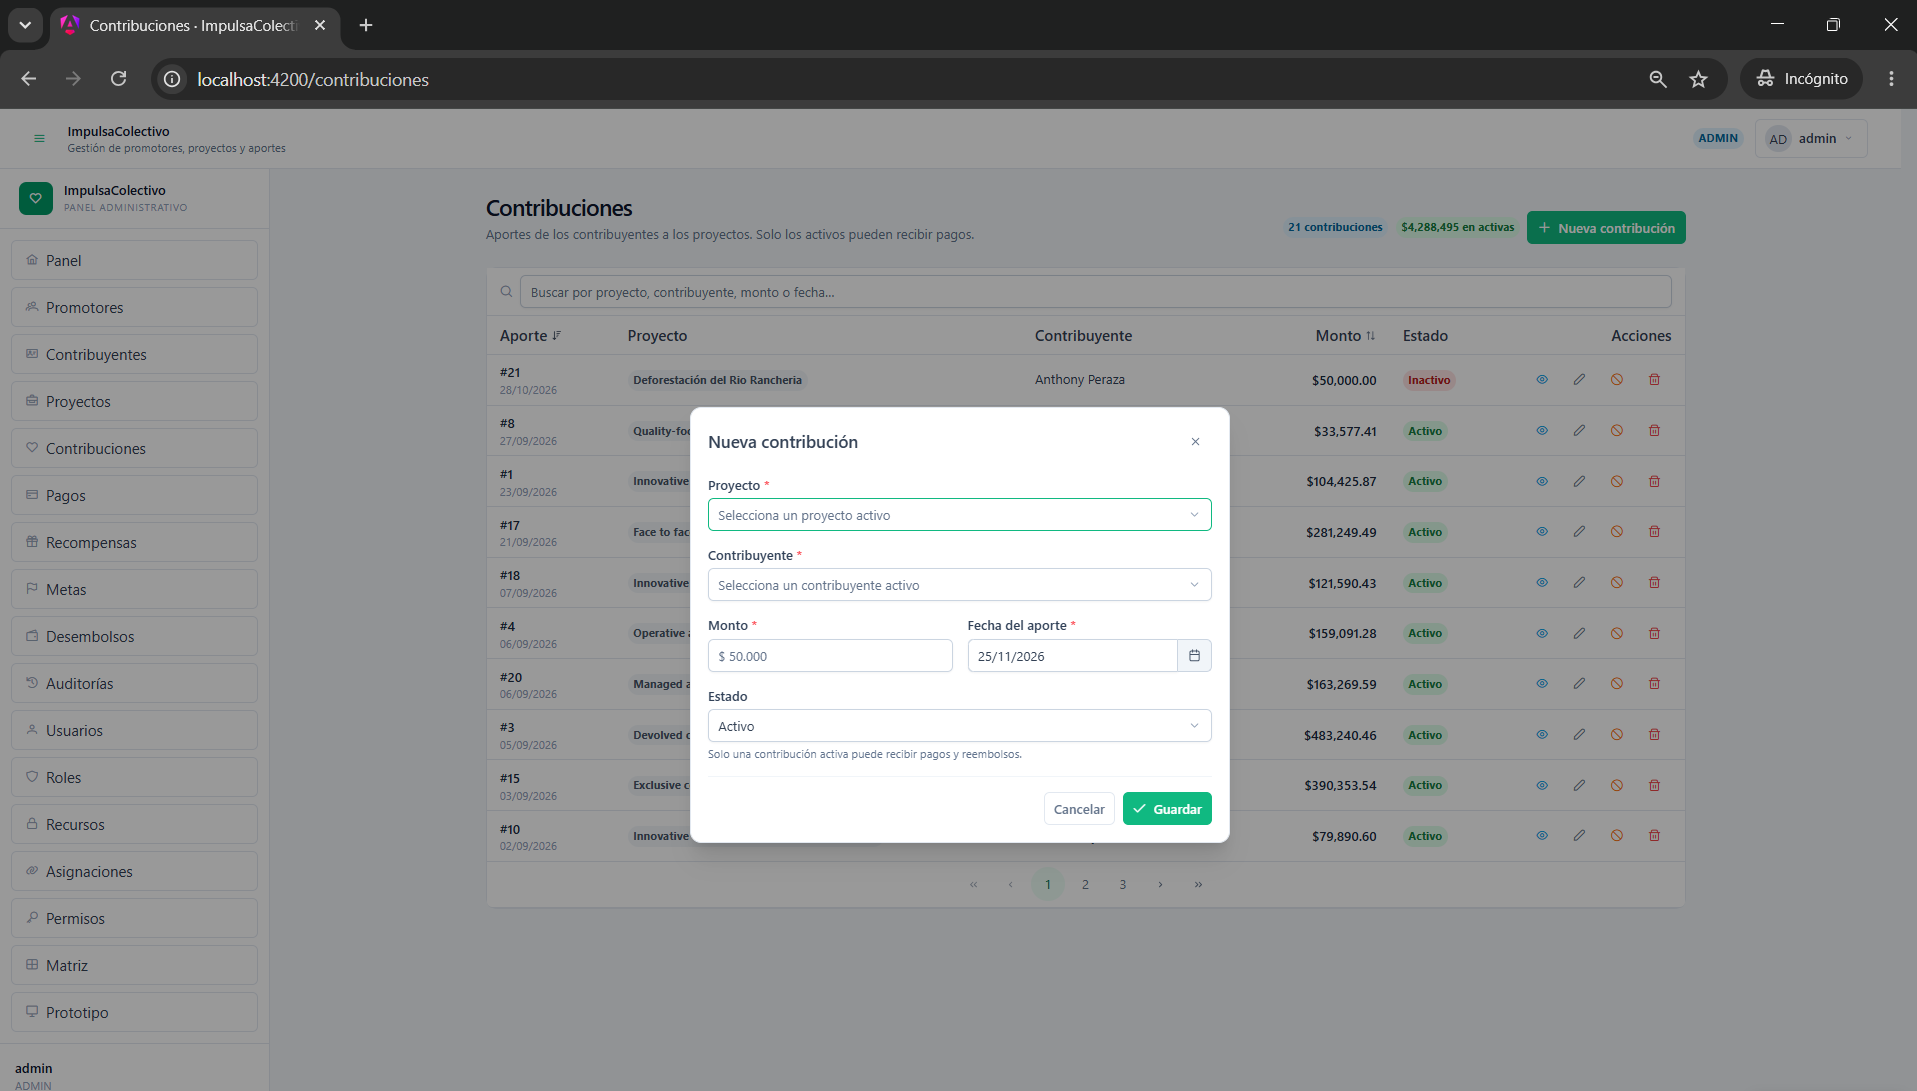 Contribuciones · ImpulsaColecti
localhost:4200/contribuciones
Incógnito
ImpulsaColectivo
Gestión de promotores, proyectos y aportes
ADMIN
AD admin
ImpulsaColectivo
PANEL ADMINISTRATIVO
Panel
Promotores
Contribuyentes
Proyectos
Contribuciones
Pagos
Recompensas
Metas
Desembolsos
Auditorías
Usuarios
Roles
Recursos
Asignaciones
Permisos
Matriz
Prototipo
admin
ADMIN
Contribuciones
Aportes de los contribuyentes a los proyectos. Solo los activos pueden recibir pagos.
21 contribuciones
$4,288,495 en activas
+ Nueva contribución
Buscar por proyecto, contribuyente, monto o fecha...
Aporte Proyecto Contribuyente Monto Estado Acciones
#21 Deforestación del Rio Rancheria Anthony Peraza $50,000.00 Inactivo
28/10/2026
#8 Quality-foc $33,577.41 Activo
27/09/2026
#1 Innovative $104,425.87 Activo
23/09/2026
#17 Face to fac $281,249.49 Activo
21/09/2026
#18 Innovative $121,590.43 Activo
07/09/2026
#4 Operative a $159,091.28 Activo
06/09/2026
#20 Managed a $163,269.59 Activo
06/09/2026
#3 Devolved c $483,240.46 Activo
05/09/2026
#15 Exclusive c $390,353.54 Activo
03/09/2026
#10 Innovative $79,890.60 Activo
02/09/2026
« ‹ 1 2 3 › »
Nueva contribución
Proyecto *
Selecciona un proyecto activo
Contribuyente *
Selecciona un contribuyente activo
Monto *
$ 50.000
Fecha del aporte *
25/11/2026
Estado
Activo
Solo una contribución activa puede recibir pagos y reembolsos.
Cancelar
Guardar